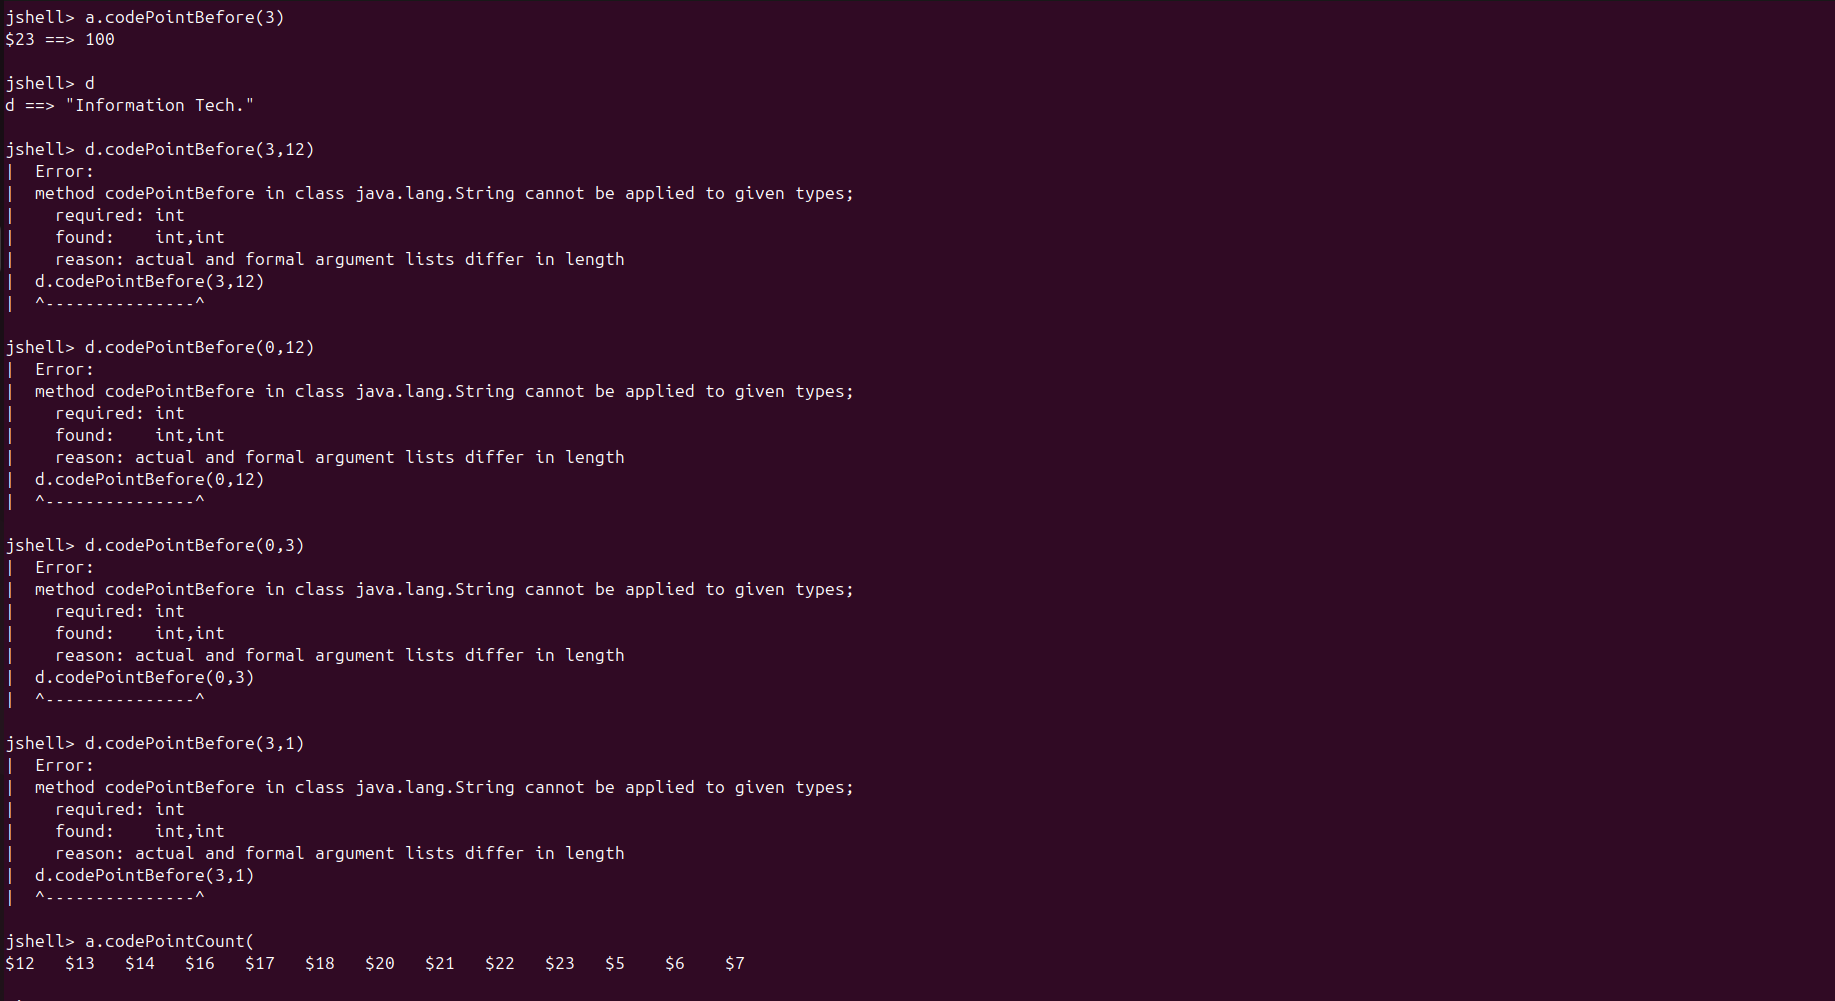 jshell> a.codePointBefore(3)
$23 ==> 100
jshell> d
d ==> "Information Tech."
jshell> d.codePointBefore(3,12)
|  Error:
|  method codePointBefore in class java.lang.String cannot be applied to given types;
|    required: int
|    found:    int,int
|    reason: actual and formal argument lists differ in length
|  d.codePointBefore(3,12)
|  ^---------------^
jshell> d.codePointBefore(0,12)
|  Error:
|  method codePointBefore in class java.lang.String cannot be applied to given types;
|    required: int
|    found:    int,int
|    reason: actual and formal argument lists differ in length
|  d.codePointBefore(0,12)
|  ^---------------^
jshell> d.codePointBefore(0,3)
|  Error:
|  method codePointBefore in class java.lang.String cannot be applied to given types;
|    required: int
|    found:    int,int
|    reason: actual and formal argument lists differ in length
|  d.codePointBefore(0,3)
|  ^---------------^
jshell> d.codePointBefore(3,1)
|  Error:
|  method codePointBefore in class java.lang.String cannot be applied to given types;
|    required: int
|    found:    int,int
|    reason: actual and formal argument lists differ in length
|  d.codePointBefore(3,1)
|  ^---------------^
jshell> a.codePointCount(
$12   $13   $14   $16   $17   $18   $20   $21   $22   $23   $5    $6    $7